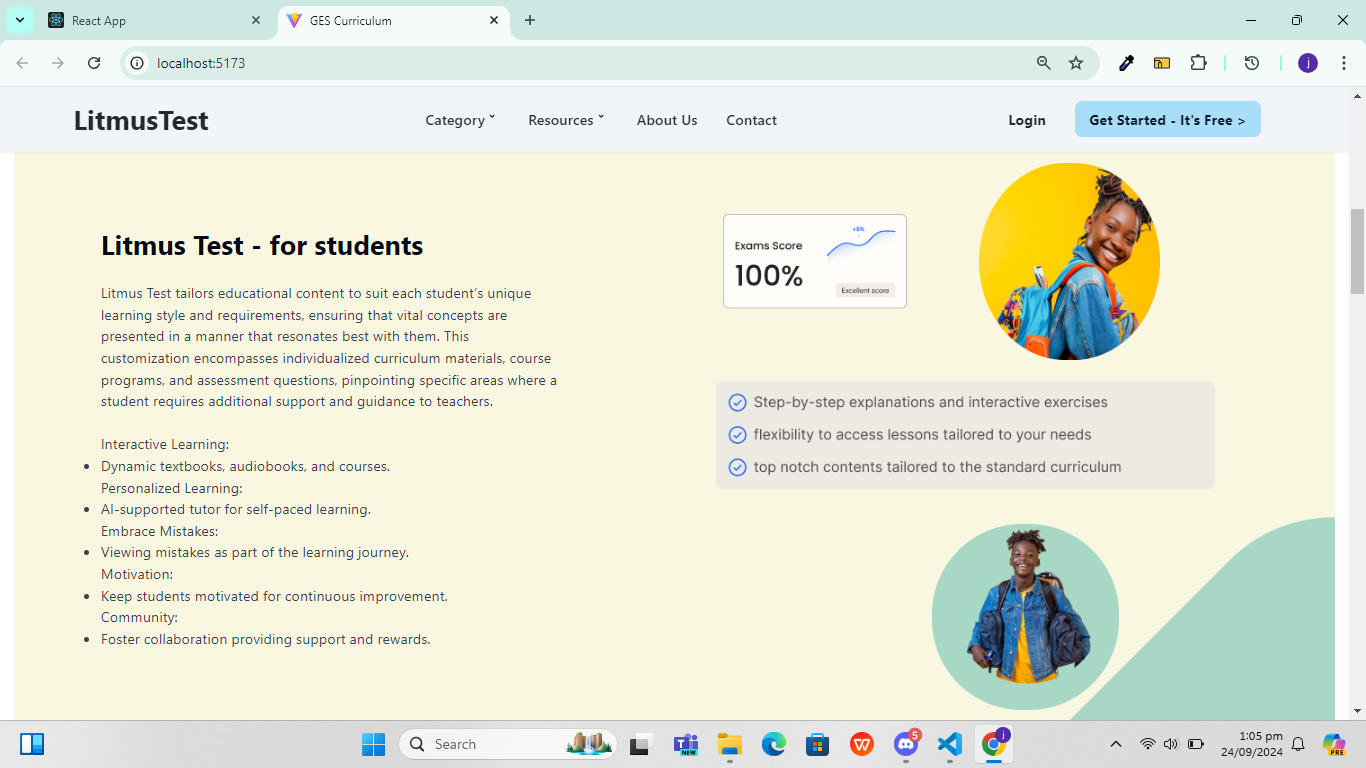 React App
GES Curriculum
localhost:5173
LitmusTest
Category
Resources
About Us
Contact
Login
Get Started - It's Free >
Litmus Test - for students
Litmus Test tailors educational content to suit each student’s unique
learning style and requirements, ensuring that vital concepts are
presented in a manner that resonates best with them. This
customization encompasses individualized curriculum materials, course
programs, and assessment questions, pinpointing specific areas where a
student requires additional support and guidance to teachers.
Interactive Learning:
• Dynamic textbooks, audiobooks, and courses.
Personalized Learning:
• AI-supported tutor for self-paced learning.
Embrace Mistakes:
• Viewing mistakes as part of the learning journey.
Motivation:
• Keep students motivated for continuous improvement.
Community:
• Foster collaboration providing support and rewards.
+5%
Exams Score
100%
Excellent score
Step-by-step explanations and interactive exercises
flexibility to access lessons tailored to your needs
top notch contents tailored to the standard curriculum
j
Search
NEW
5
j
1:05 pm
24/09/2024
PRE